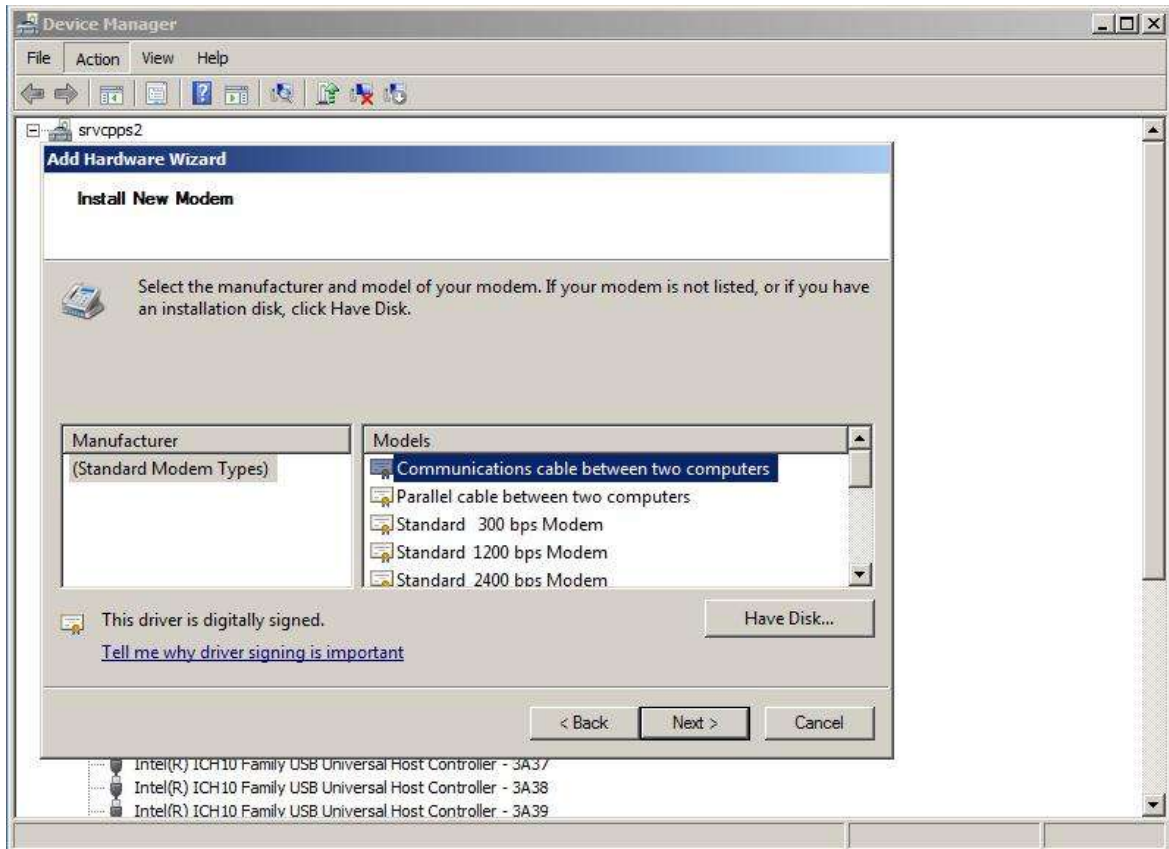 Device Manager
File Action View Help
srvcpps2
Add Hardware Wizard
Install New Modem
Select the manufacturer and model of your modem. If your modem is not listed, or if you have
an installation disk, click Have Disk.
Manufacturer
(Standard Modem Types)
Models
Communications cable between two computers
Parallel cable between two computers
Standard 300 bps Modem
Standard 1200 bps Modem
Standard 2400 bps Modem
This driver is digitally signed.
Tell me why driver signing is important
Have Disk...
< Back Next > Cancel
Intel(R) ICH10 Family USB Universal Host Controller - 3A37
Intel(R) ICH10 Family USB Universal Host Controller - 3A38
Intel(R) ICH10 Family USB Universal Host Controller - 3A39